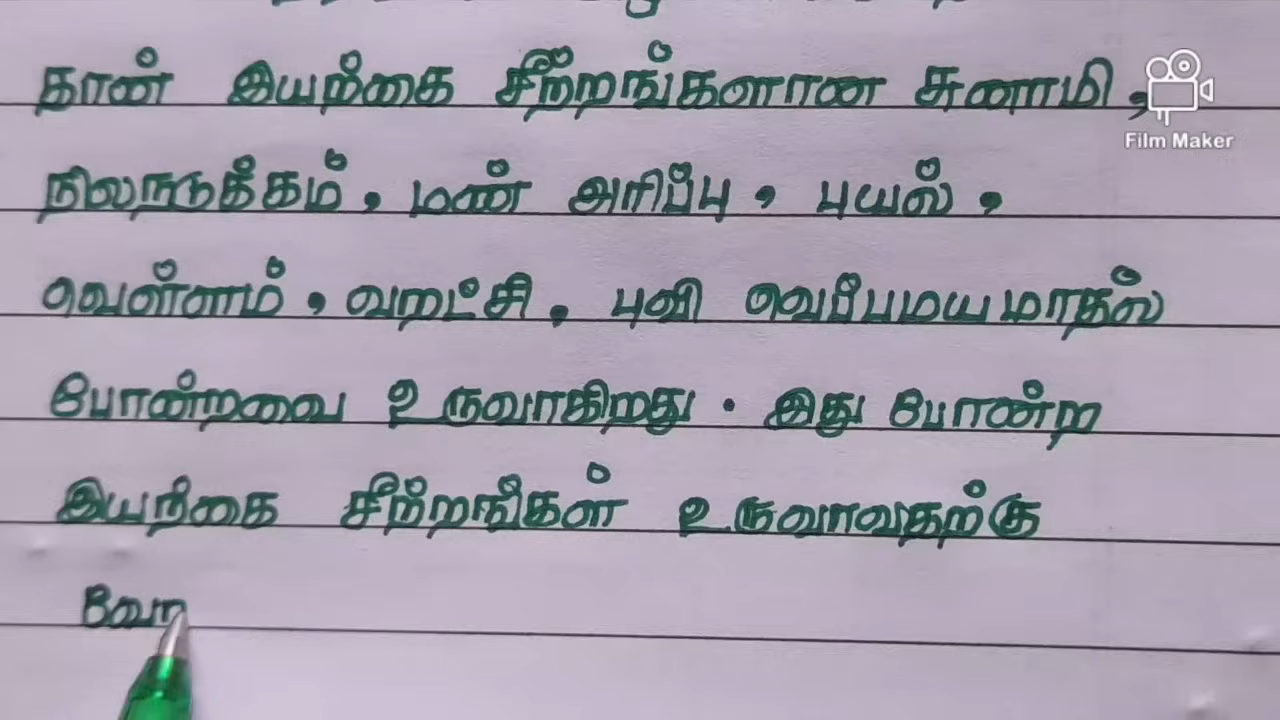 தான் இயற்கை சீற்றங்களான சுனாமி,
Film Maker
நிலநடுக்கம், மண் அரிப்பு, புயல்,
வெள்ளம், வறட்சி, புவி வெப்பமயமாதல்
போன்றவை உருவாகிறது. இது போன்ற
இயற்கை சீற்றங்கள் உருவாவதற்கு